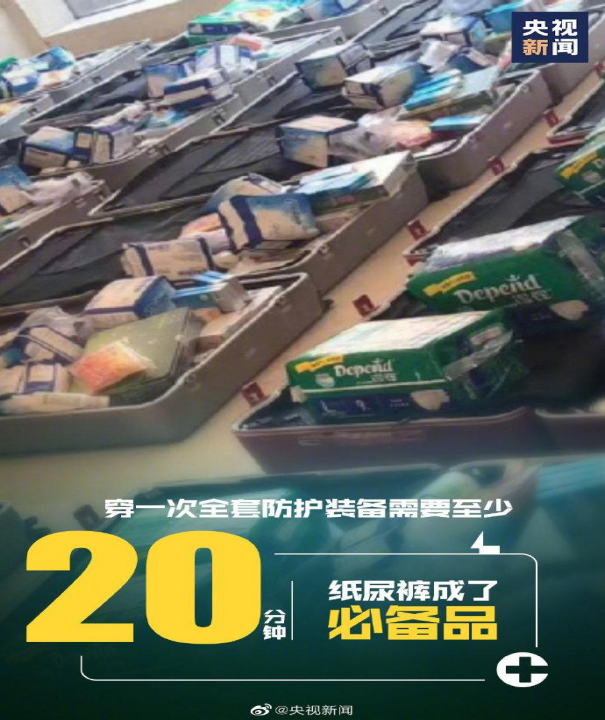 央视
新闻
Depend
Depend
L 9
穿一次全套防护装备需要至少
20
分钟
纸尿裤成了
必备品
@央视新闻